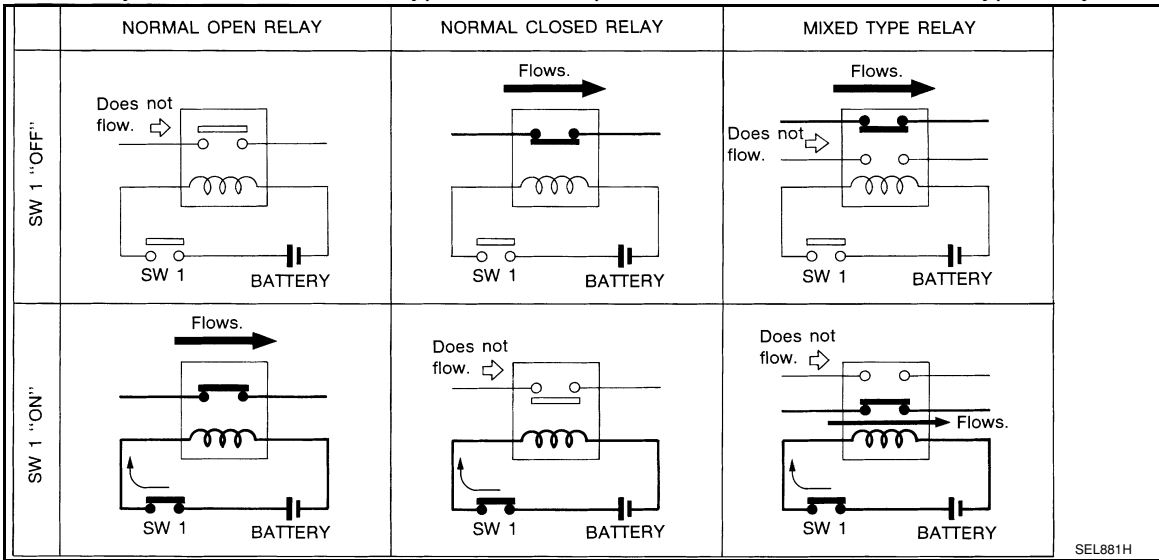 NORMAL OPEN RELAY
NORMAL CLOSED RELAY
MIXED TYPE RELAY
SW 1 "OFF"
Does not
flow.
SW 1
BATTERY
Flows.
SW 1
BATTERY
Flows.
Does not
flow.
SW 1
BATTERY
SW 1 "ON"
Flows.
SW 1
BATTERY
Does not
flow.
SW 1
BATTERY
Does not
flow.
Flows.
SW 1
BATTERY
SEL881H